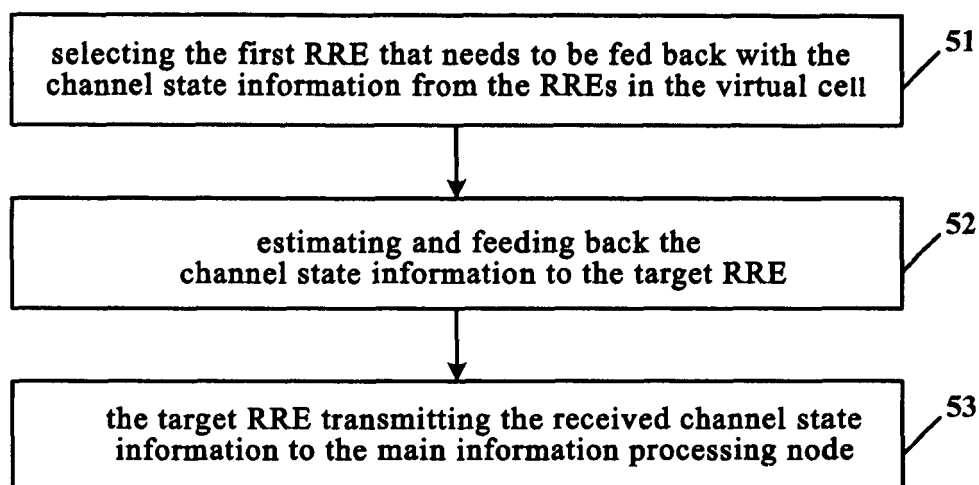 selecting the first RRE that needs to be fed back with the
channel state information from the RREs in the virtual cell
51
estimating and feeding back the
channel state information to the target RRE
52
the target RRE transmitting the received channel state
information to the main information processing node
53